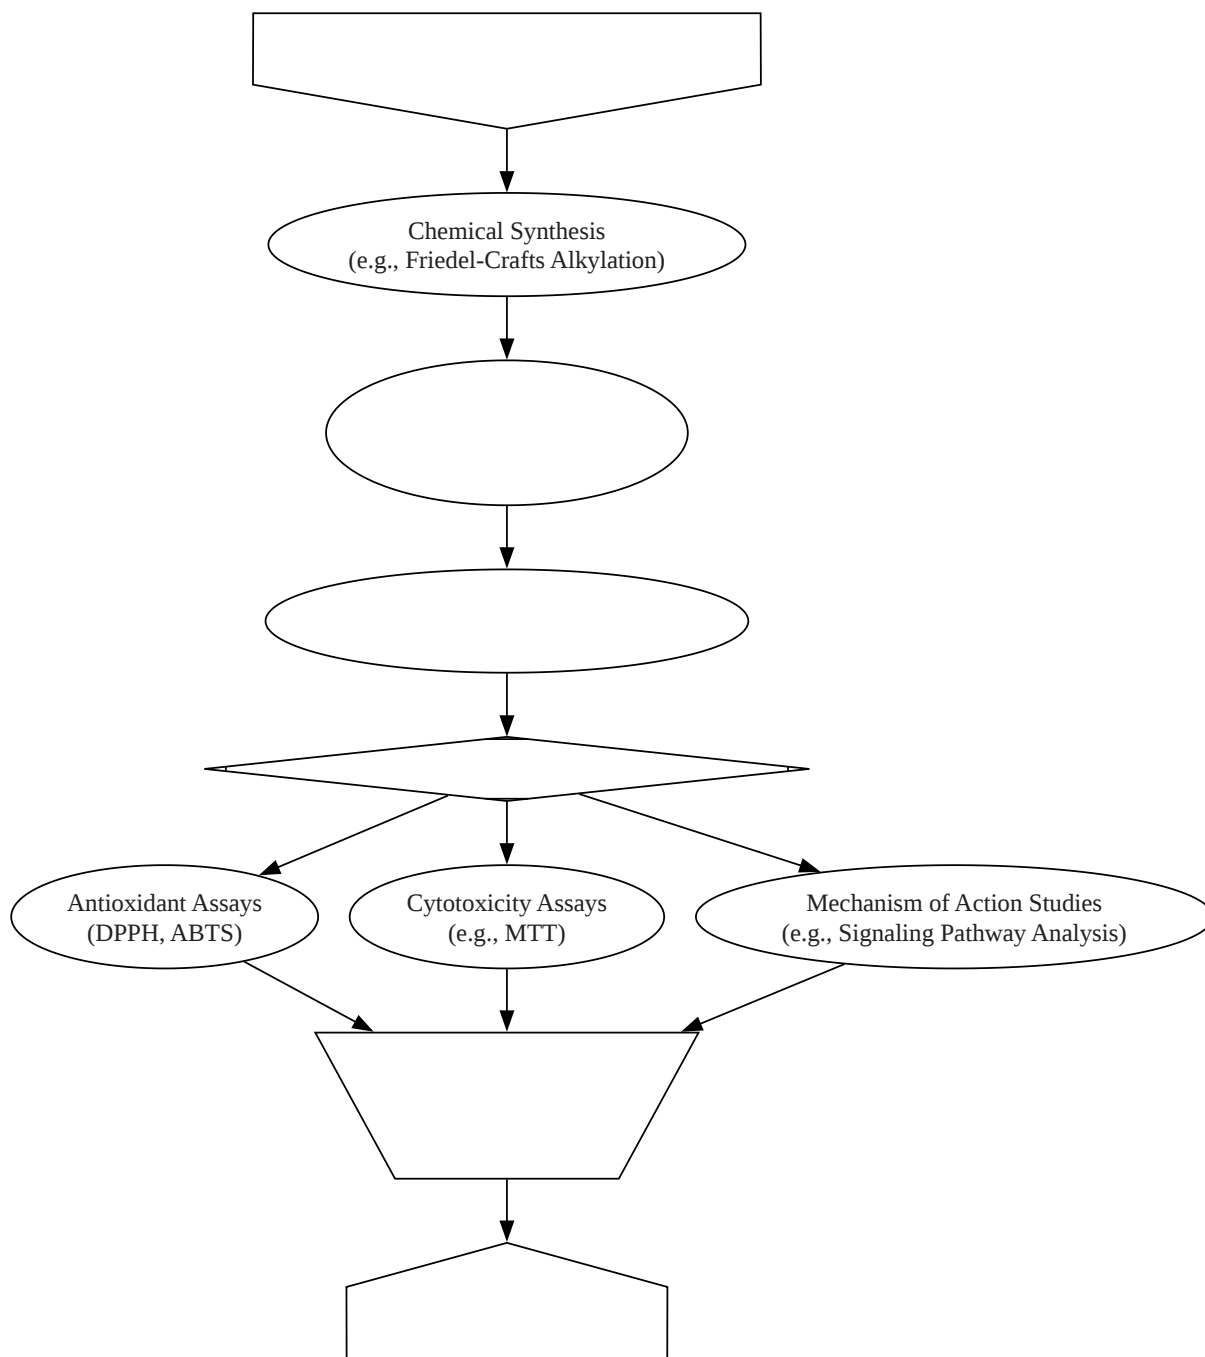 Chemical Synthesis
(e.g., Friedel-Crafts Alkylation)
Antioxidant Assays
(DPPH, ABTS)
Cytotoxicity Assays
(e.g., MTT)
Mechanism of Action Studies
(e.g., Signaling Pathway Analysis)